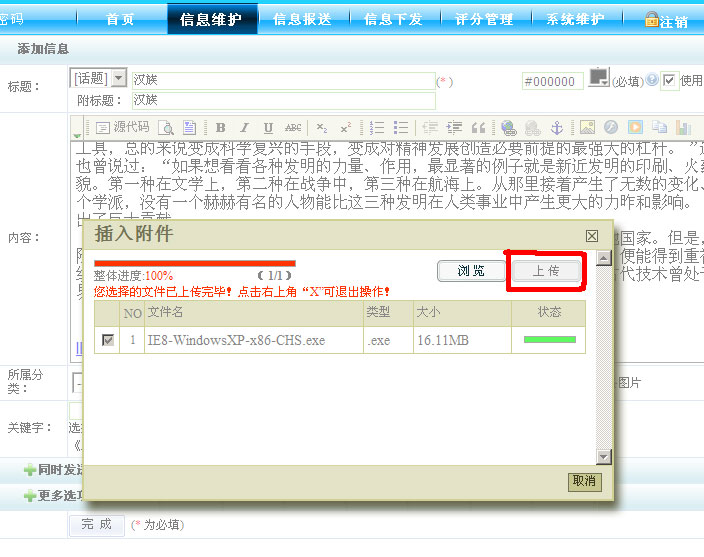 密码 首页 信息维护 信息报送 信息下发 评分管理 系统维护 注销
添加信息
标题： [话题] 汉族 (* ) #000000 (必填) 使用
附标题： 汉族
源代码 B I U ABC x₂ x²
工具，总的来说变成科学复兴的手段，变成对精神发展创造必要前提的最强大的杠杆。”
也曾说过：“如果想看看各种发明的力量、作用，最显著的例子就是新近发明的印刷、火
貌。第一种在文学上，第二种在战争中，第三种在航海上。从那里接着产生了无数的变化、
个学派，没有一个赫赫有名的人物能比这三种发明在人类事业中产生更大的力昨和影响。
内容：
国家。但是，
便能得到重
代技术曾处于
插入附件
整体进度:100% （ 1/1 ）
浏览 上传
您选择的文件已上传完毕！点击右上角“X”可退出操作！
NO 文件名 类型 大小 状态
1 IE8-WindowsXP-x86-CHS.exe .exe 16.11MB
取消
所属分
类：
图片
关键字：
同时发
更多选
完成 (* 为必填)